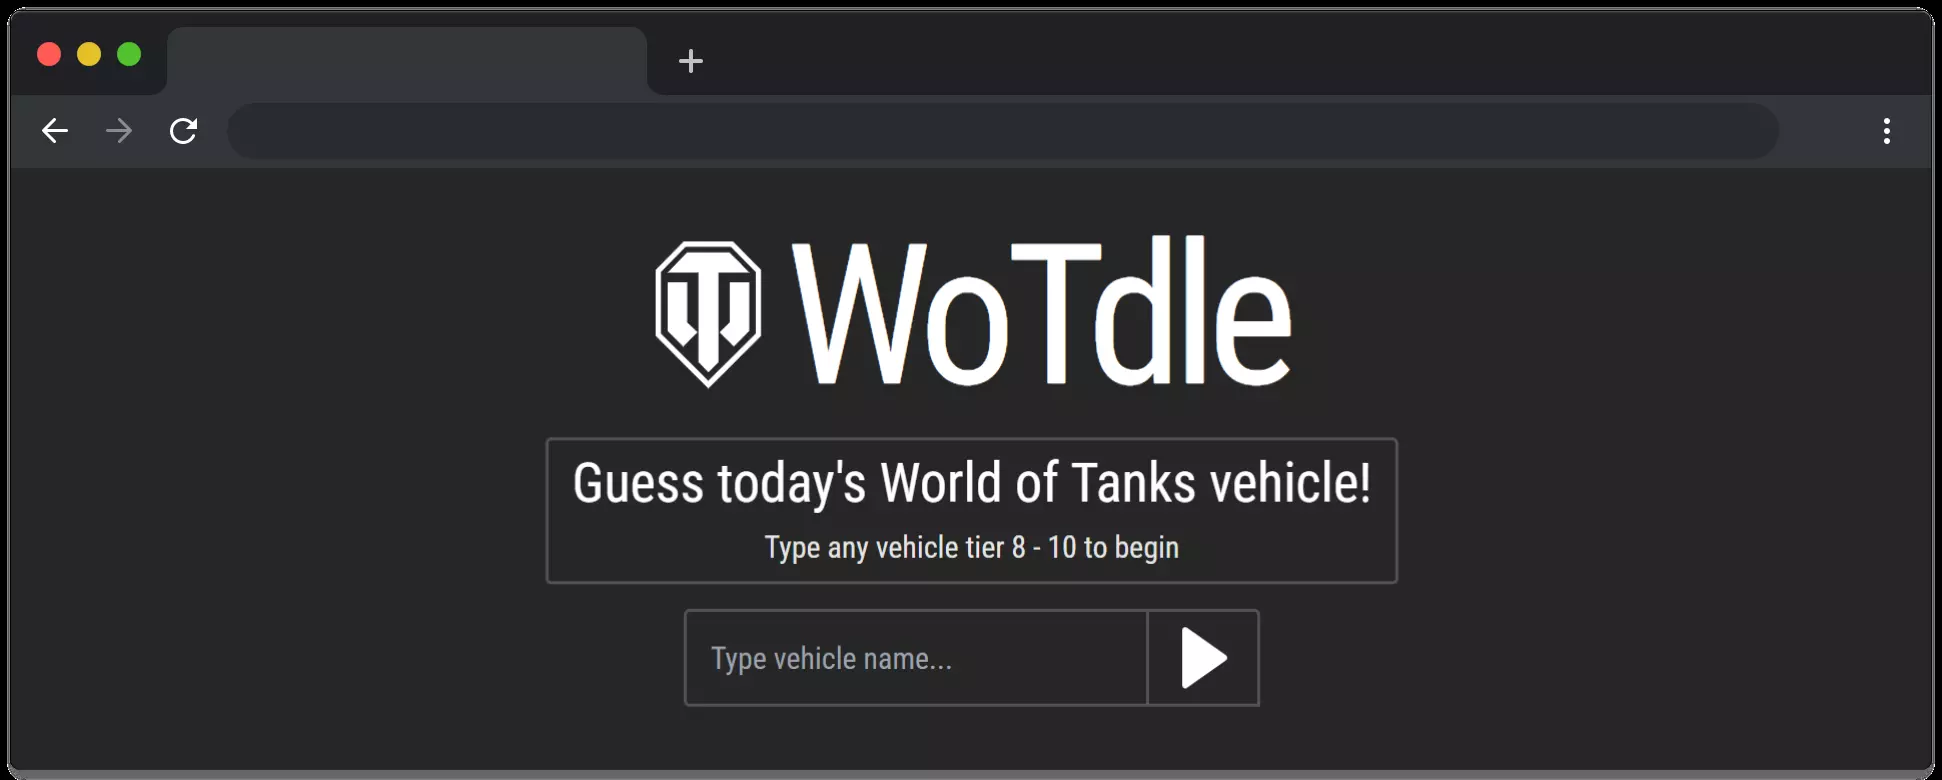 WoTdle
Guess today's World of Tanks vehicle!
Type any vehicle tier 8 - 10 to begin
Type vehicle name...